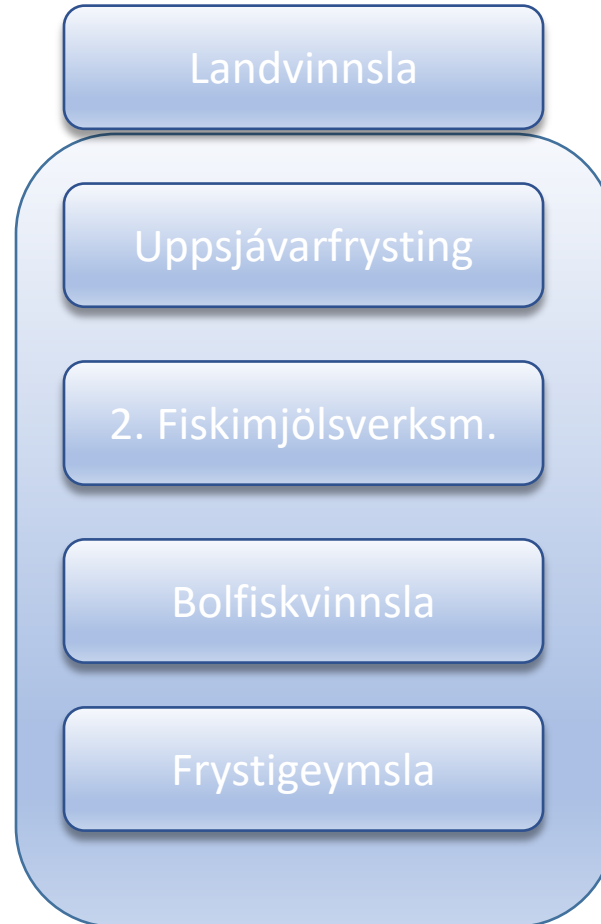 Landvinnsla
Uppsjávarfrysting
2. Fiskimjölsverksm.
Bolfiskvinnsla
Frystigeymsla